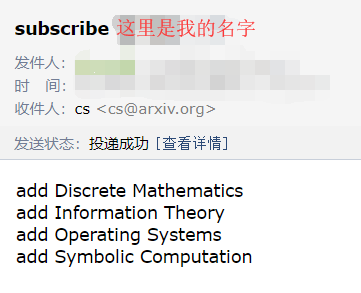 subscribe 这里是我的名字
发件人：
时　间：
收件人： cs <cs@arxiv.org>
发送状态： 投递成功 [查看详情]
add Discrete Mathematics
add Information Theory
add Operating Systems
add Symbolic Computation